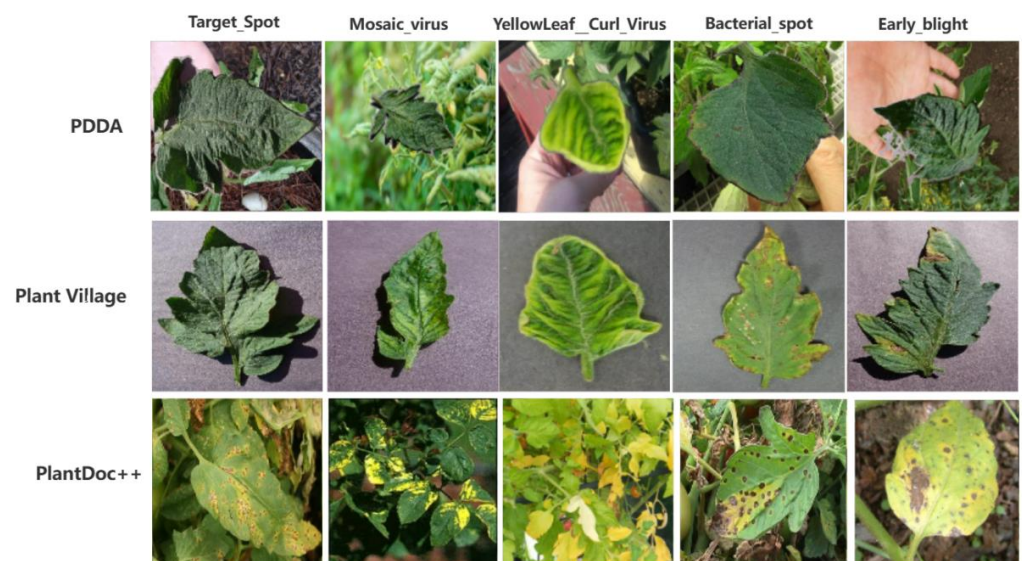 Target_Spot Mosaic_virus YellowLeaf__Curl_Virus Bacterial_spot Early_blight
PDDA
Plant Village
PlantDoc++